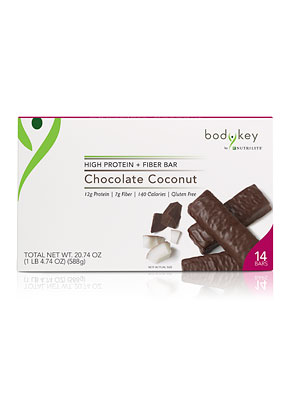 bodykey
by NUTRILITE
HIGH PROTEIN + FIBER BAR
Chocolate Coconut
12g Protein | 7g Fiber | 140 Calories | Gluten Free
TOTAL NET WT. 20.74 OZ
(1 LB 4.74 OZ) (588g)
14
BARS